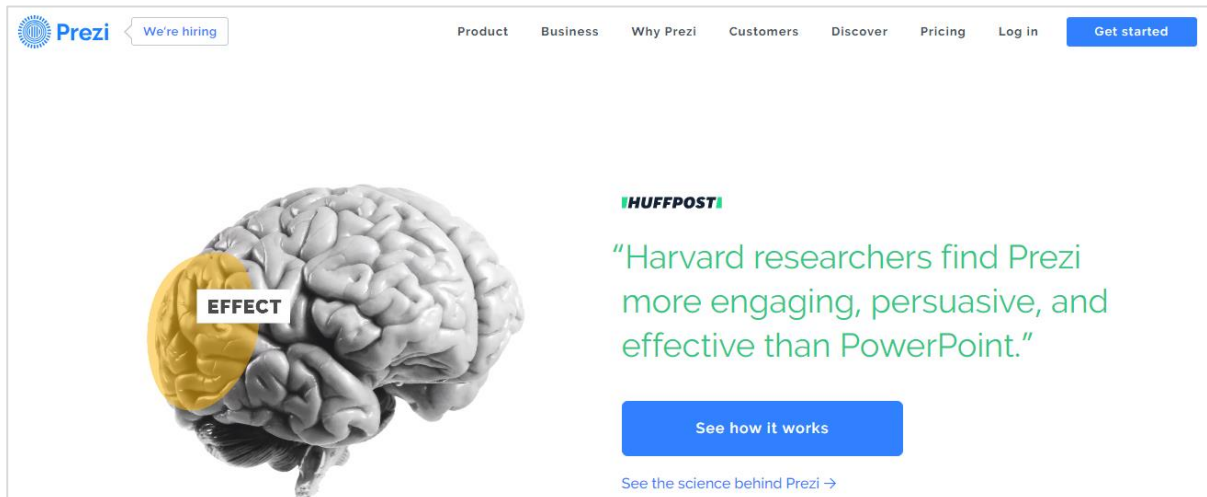 Prezi
We're hiring
Product Business Why Prezi Customers Discover Pricing Log in Get started
HUFFPOST
“Harvard researchers find Prezi
more engaging, persuasive, and
effective than PowerPoint.”
EFFECT
See how it works
See the science behind Prezi →